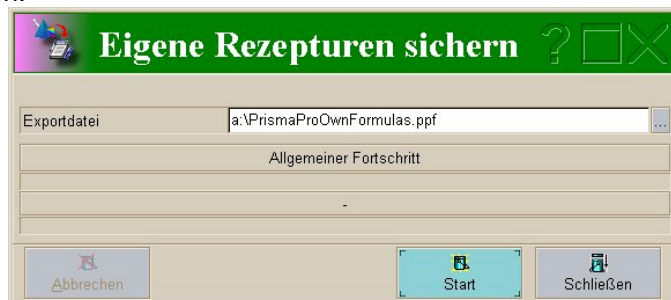 Eigene Rezepturen sichern
Exportdatei a:\PrismaProOwnFormulas.ppf ...
Allgemeiner Fortschritt
-
Abbrechen Start Schließen